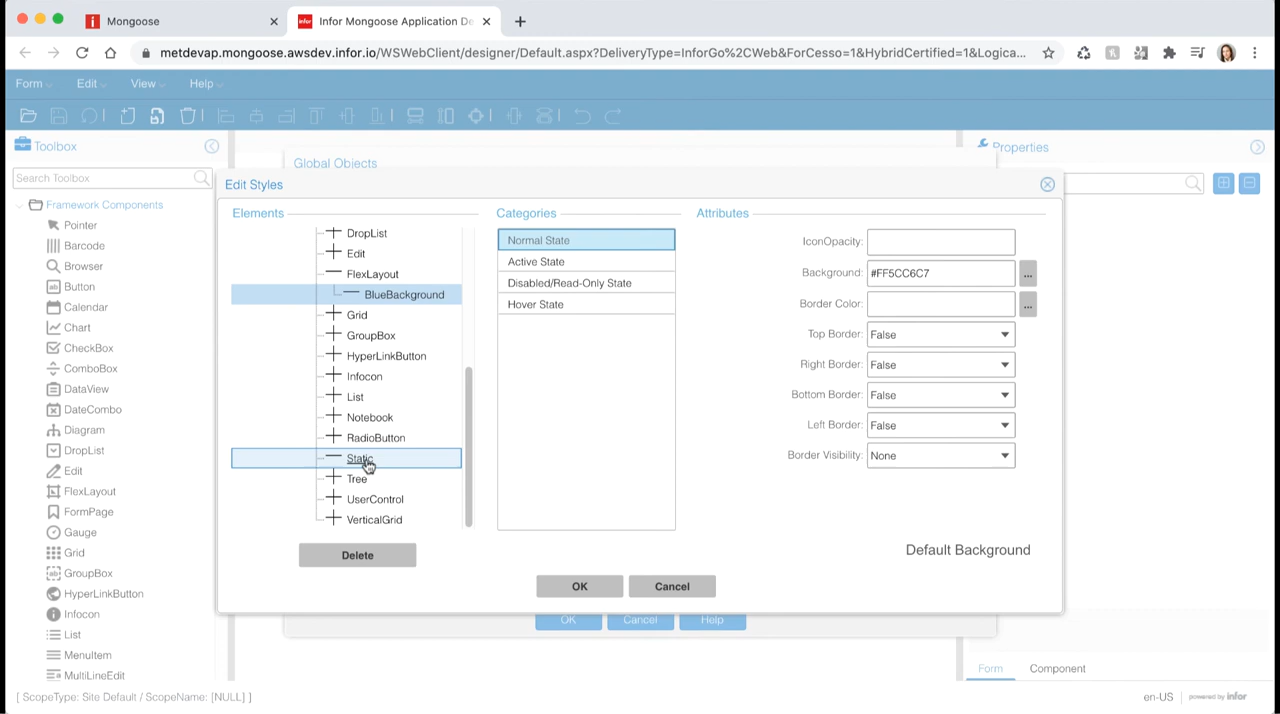 Mongoose
Infor Mongoose Application De
metdevap.mongoose.awsdev.infor.io/WSWebClient/designer/Default.aspx?DeliveryType=InforGo%2CWeb&ForCesso=1&HybridCertified=1&Logica...
Form Edit View Help
Toolbox
Search Toolbox
Framework Components
Pointer
Barcode
Browser
Button
Calendar
Chart
CheckBox
ComboBox
DataView
DateCombo
Diagram
DropList
Edit
FlexLayout
FormPage
Gauge
Grid
GroupBox
HyperLinkButton
Infocon
List
MenuItem
MultiLineEdit
Global Objects
Properties
Edit Styles
Elements
DropList
Edit
FlexLayout
BlueBackground
Grid
GroupBox
HyperLinkButton
Infocon
List
Notebook
RadioButton
Static
Tree
UserControl
VerticalGrid
Delete
Categories
Normal State
Active State
Disabled/Read-Only State
Hover State
Attributes
IconOpacity:
Background: #FF5CC6C7 ...
Border Color: ...
Top Border: False
Right Border: False
Bottom Border: False
Left Border: False
Border Visibility: None
Default Background
OK Cancel
OK Cancel Help
Form Component
[ ScopeType: Site Default / ScopeName: [NULL] ]
en-US powered by infor